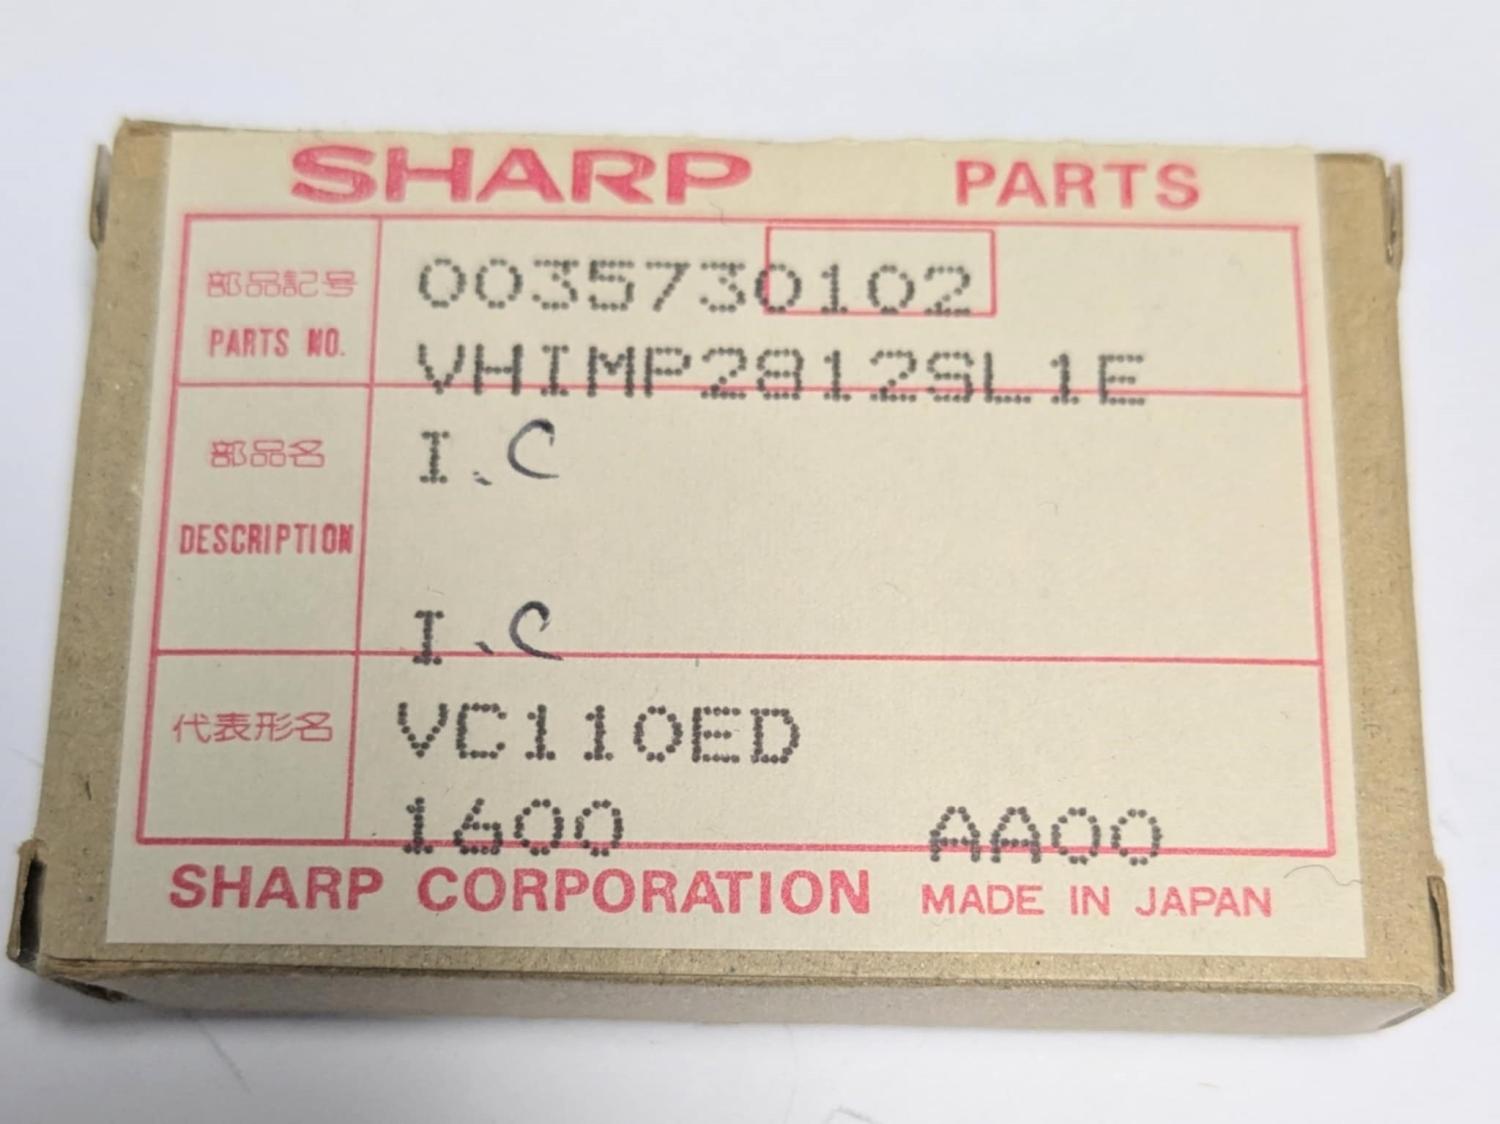 SHARP PARTS
部品記号 0035730102
PARTS NO. VHIMP2812SL1E
部品名 I.C
DESCRIPTION
I.C
代表形名 VC110ED
1600 AA00
SHARP CORPORATION MADE IN JAPAN